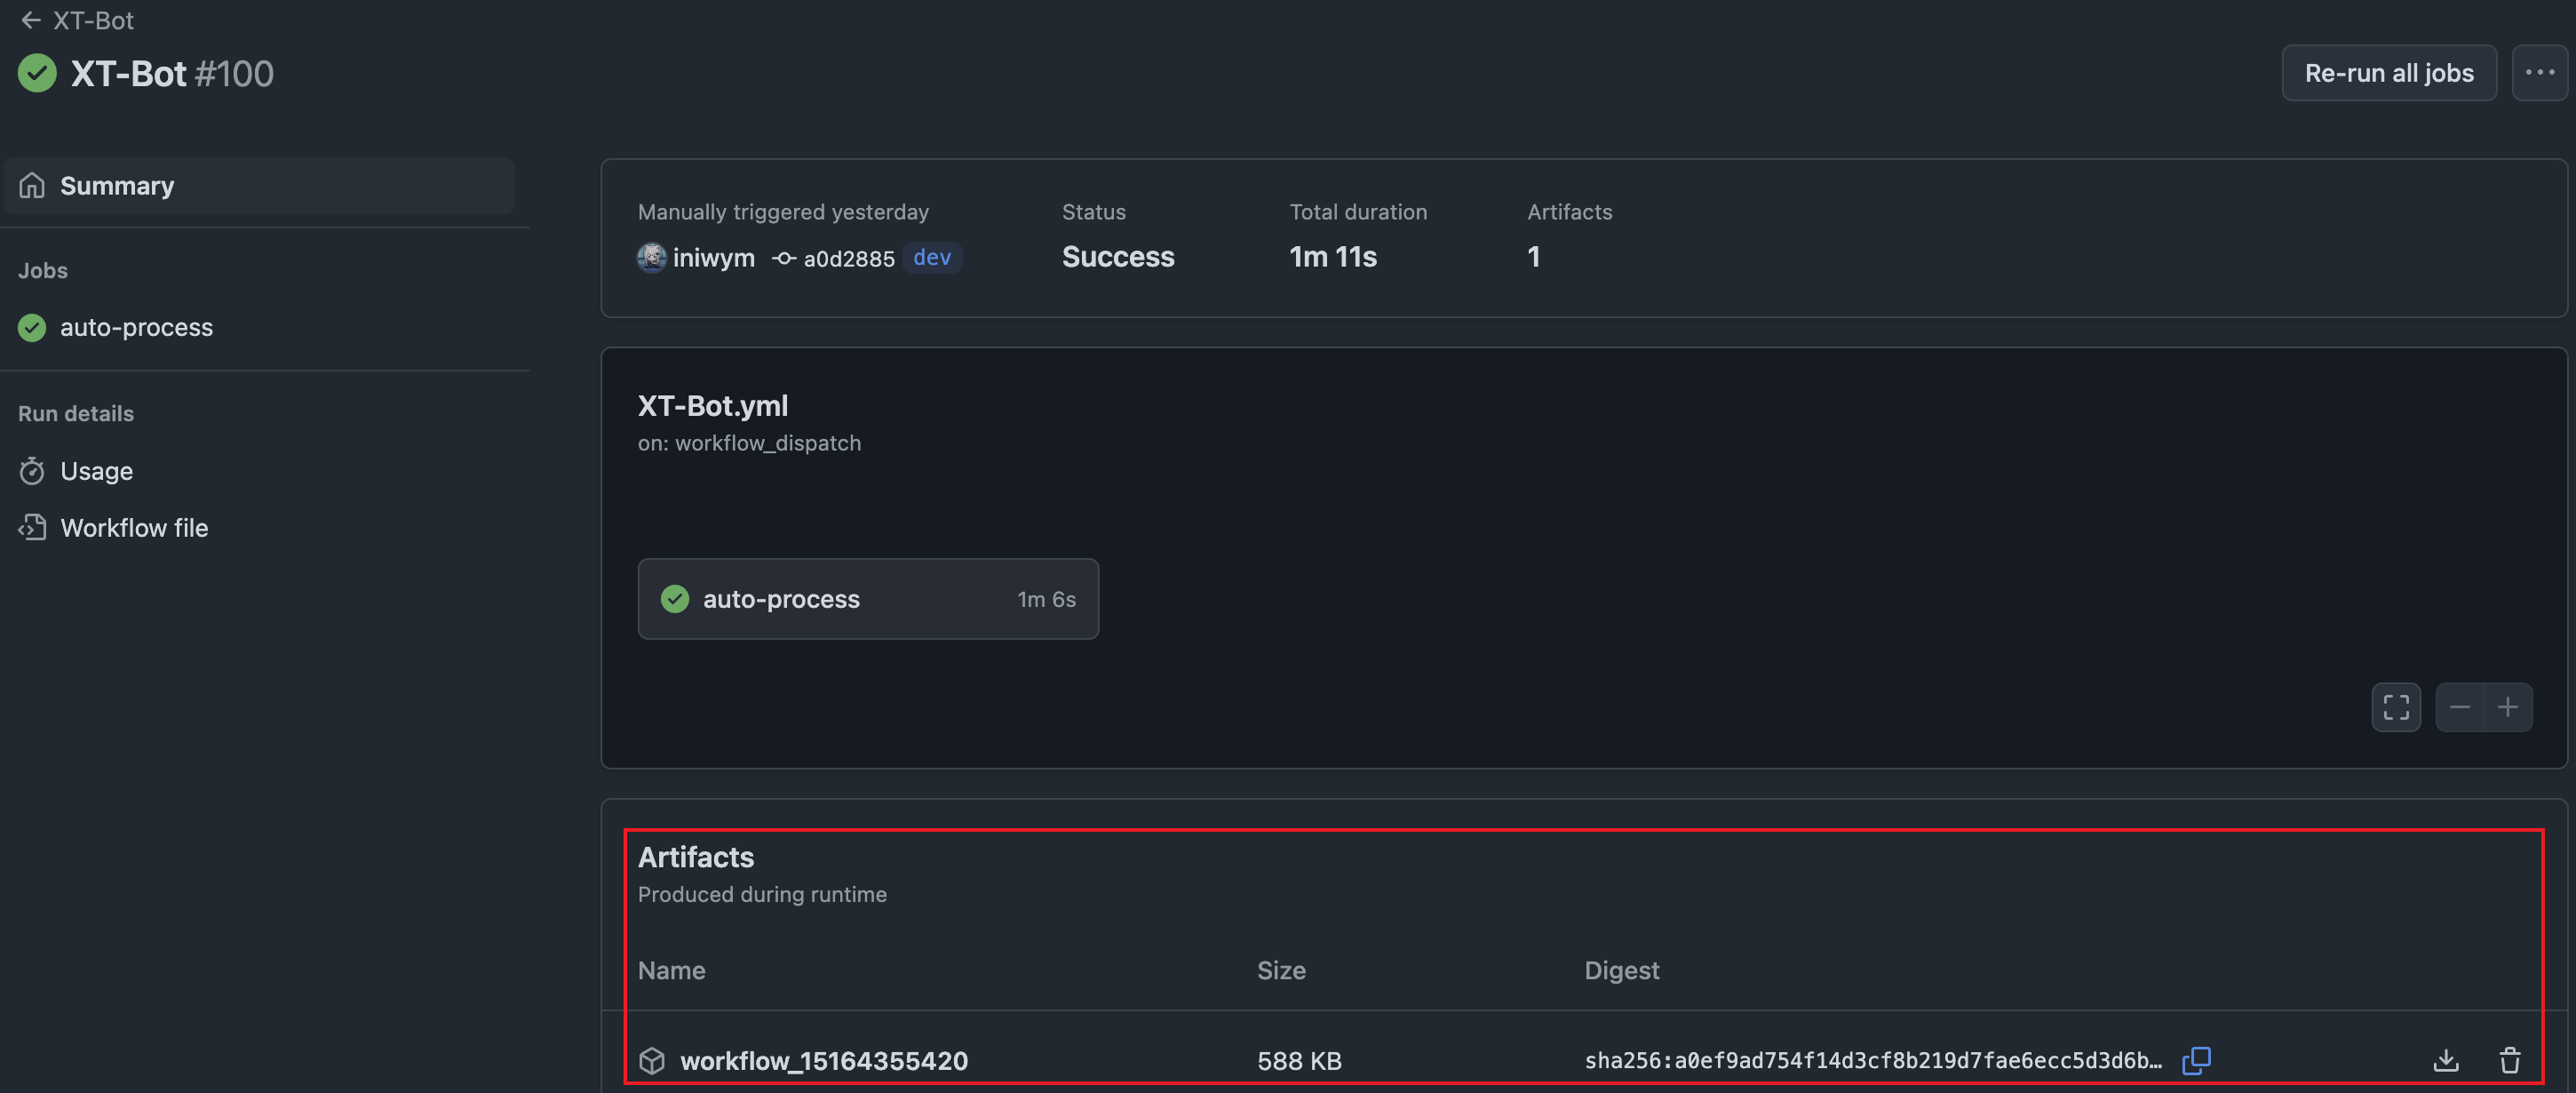 XT-Bot
XT-Bot #100
Re-run all jobs
Summary
Jobs
auto-process
Run details
Usage
Workflow file
Manually triggered yesterday
iniwym a0d2885 dev
Status
Success
Total duration
1m 11s
Artifacts
1
XT-Bot.yml
on: workflow_dispatch
auto-process 1m 6s
Artifacts
Produced during runtime
Name Size Digest
workflow_15164355420 588 KB sha256:a0ef9ad754f14d3cf8b219d7fae6ecc5d3d6b…